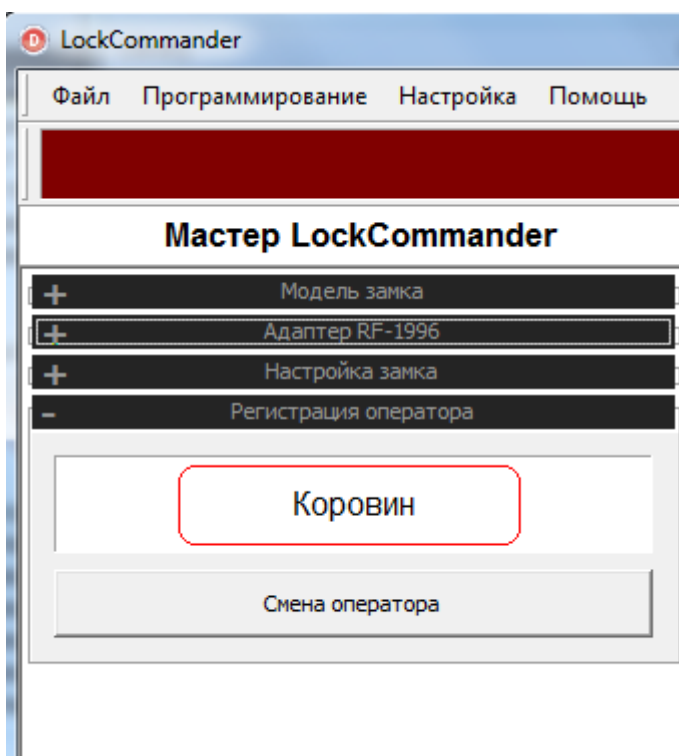 LockCommander
Файл Программирование Настройка Помощь
Мастер LockCommander
+ Модель замка
+ Адаптер RF-1996
+ Настройка замка
- Регистрация оператора
Коровин
Смена оператора